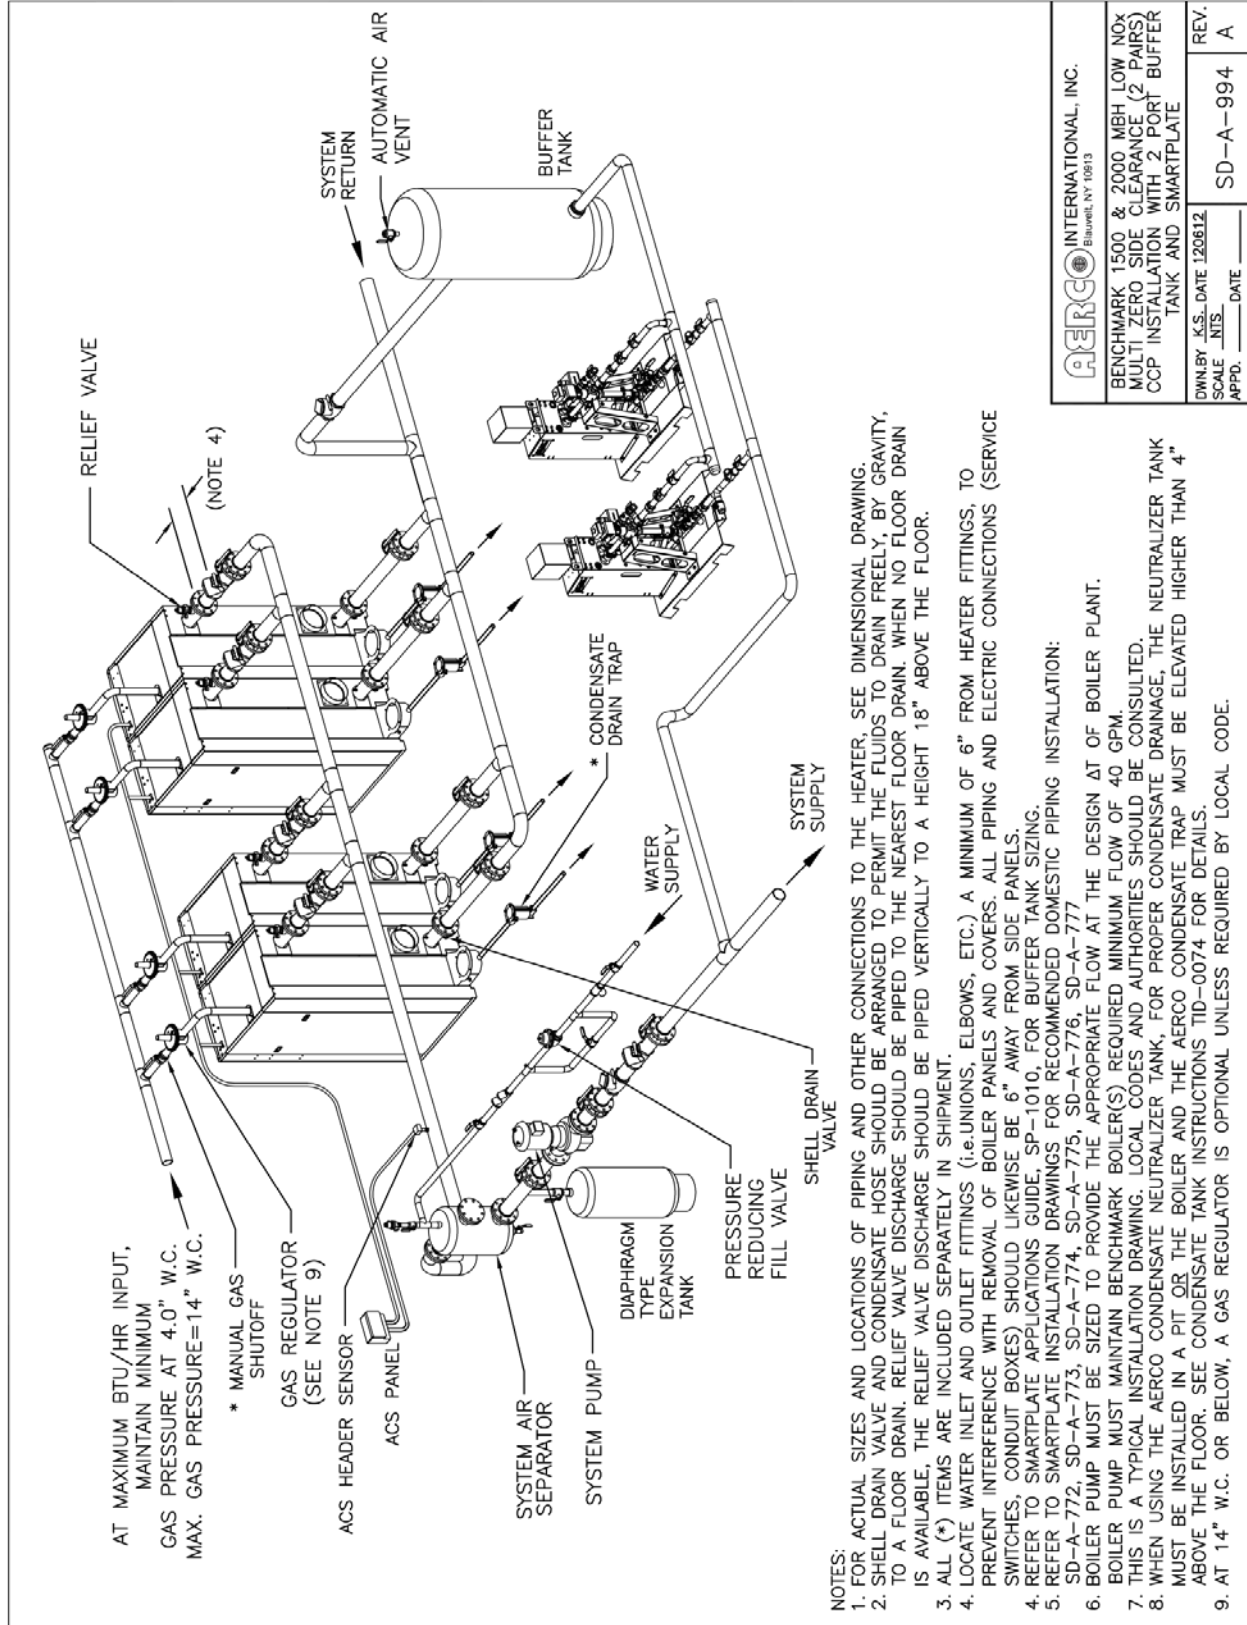 AT MAXIMUM BTU/HR INPUT,
MAINTAIN MINIMUM
GAS PRESSURE AT 4.0" W.C.
MAX. GAS PRESSURE=14" W.C.
* MANUAL GAS
SHUTOFF
GAS REGULATOR
(SEE NOTE 9)
ACS HEADER SENSOR
ACS PANEL
SYSTEM AIR
SEPARATOR
SYSTEM PUMP
DIAPHRAGM
TYPE
EXPANSION
TANK
PRESSURE
REDUCING
FILL VALVE
SHELL DRAIN
VALVE
WATER
SUPPLY
SYSTEM
SUPPLY
* CONDENSATE
DRAIN TRAP
RELIEF VALVE
(NOTE 4)
SYSTEM
RETURN
AUTOMATIC AIR
VENT
BUFFER
TANK
NOTES:
1. FOR ACTUAL SIZES AND LOCATIONS OF PIPING AND OTHER CONNECTIONS TO THE HEATER, SEE DIMENSIONAL DRAWING.
2. SHELL DRAIN VALVE AND CONDENSATE HOSE SHOULD BE ARRANGED TO PERMIT THE FLUIDS TO DRAIN FREELY, BY GRAVITY,
TO A FLOOR DRAIN. RELIEF VALVE DISCHARGE SHOULD BE PIPED TO THE NEAREST FLOOR DRAIN. WHEN NO FLOOR DRAIN
IS AVAILABLE, THE RELIEF VALVE DISCHARGE SHOULD BE PIPED VERTICALLY TO A HEIGHT 18" ABOVE THE FLOOR.
3. ALL (*) ITEMS ARE INCLUDED SEPARATELY IN SHIPMENT.
4. LOCATE WATER INLET AND OUTLET FITTINGS (i.e.UNIONS, ELBOWS, ETC.) A MINIMUM OF 6" FROM HEATER FITTINGS, TO
PREVENT INTERFERENCE WITH REMOVAL OF BOILER PANELS AND COVERS. ALL PIPING AND ELECTRIC CONNECTIONS (SERVICE
SWITCHES, CONDUIT BOXES) SHOULD LIKEWISE BE 6" AWAY FROM SIDE PANELS.
4. REFER TO SMARTPLATE APPLICATIONS GUIDE, SP-1010, FOR BUFFER TANK SIZING.
5. REFER TO SMARTPLATE INSTALLATION DRAWINGS FOR RECOMMENDED DOMESTIC PIPING INSTALLATION:
SD-A-772, SD-A-773, SD-A-774, SD-A-775, SD-A-776, SD-A-777
6. BOILER PUMP MUST BE SIZED TO PROVIDE THE APPROPRIATE FLOW AT THE DESIGN ΔT OF BOILER PLANT.
BOILER PUMP MUST MAINTAIN BENCHMARK BOILER(S) REQUIRED MINIMUM FLOW OF 40 GPM.
7. THIS IS A TYPICAL INSTALLATION DRAWING. LOCAL CODES AND AUTHORITIES SHOULD BE CONSULTED.
8. WHEN USING THE AERCO CONDENSATE NEUTRALIZER TANK, FOR PROPER CONDENSATE DRAINAGE, THE NEUTRALIZER TANK
MUST BE INSTALLED IN A PIT OR THE BOILER AND THE AERCO CONDENSATE TRAP MUST BE ELEVATED HIGHER THAN 4"
ABOVE THE FLOOR. SEE CONDENSATE TANK INSTRUCTIONS TID-0074 FOR DETAILS.
9. AT 14" W.C. OR BELOW, A GAS REGULATOR IS OPTIONAL UNLESS REQUIRED BY LOCAL CODE.
AERCO INTERNATIONAL, INC.
Blauvelt, NY 10913
BENCHMARK 1500 & 2000 MBH LOW NOx
MULTI ZERO SIDE CLEARANCE (2 PAIRS)
CCP INSTALLATION WITH 2 PORT BUFFER
TANK AND SMARTPLATE
DWN.BY K.S. DATE 120612
SCALE NTS
APPD. DATE
SD-A-994
REV.
A